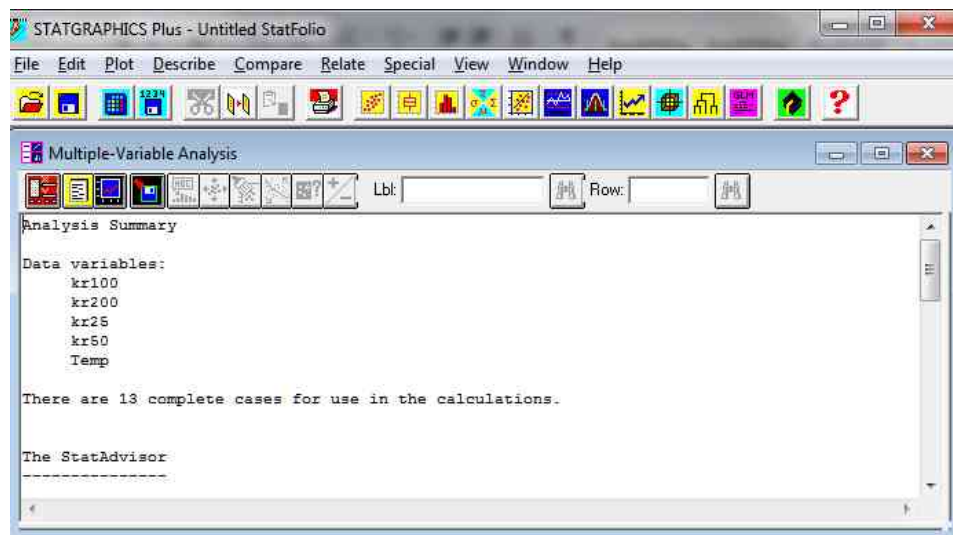 STATGRAPHICS Plus - Untitled StatFolio
File Edit Plot Describe Compare Relate Special View Window Help
Multiple-Variable Analysis
Lbl: Row:
Analysis Summary
Data variables:
kr100
kr200
kr25
kr50
Temp
There are 13 complete cases for use in the calculations.
The StatAdvisor
---------------